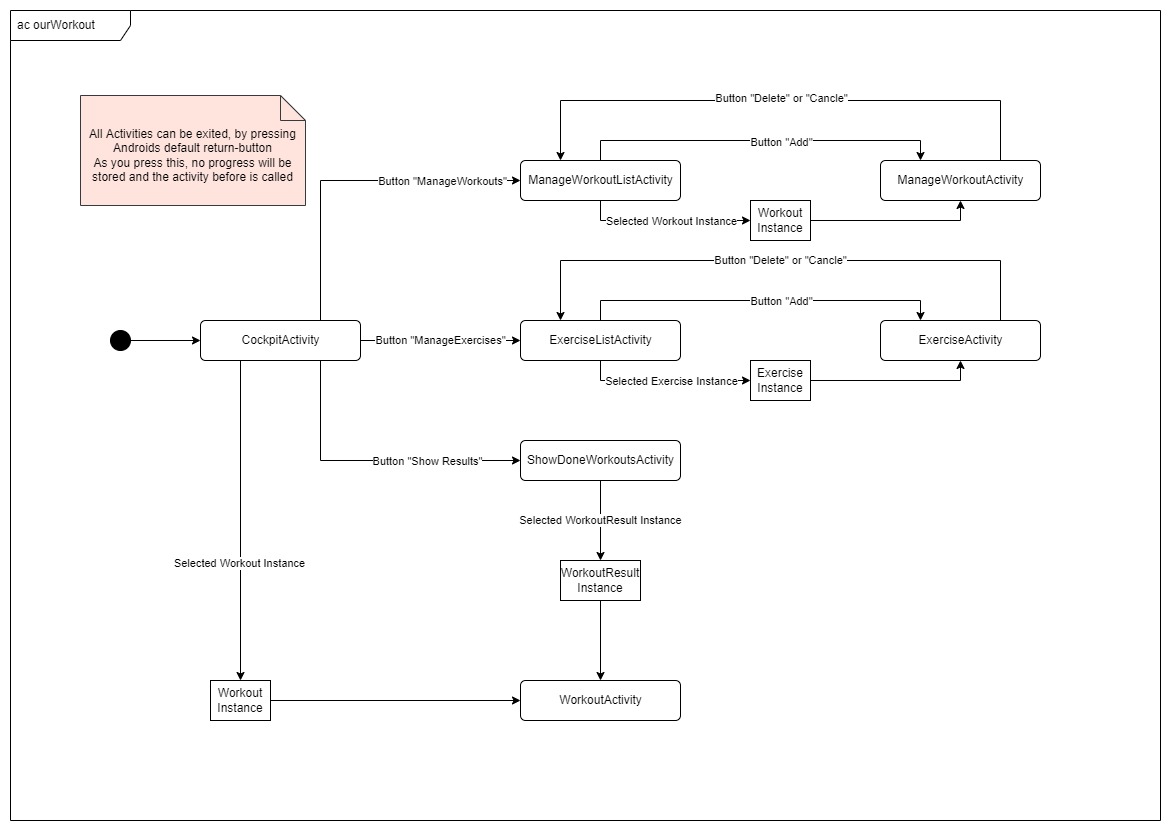 ac ourWorkout
All Activities can be exited, by pressing
Androids default return-button
As you press this, no progress will be
stored and the activity before is called
Button "Delete" or "Cancle"
Button "Add"
Button "ManageWorkouts"
ManageWorkoutListActivity
ManageWorkoutActivity
Selected Workout Instance
Workout
Instance
Button "Delete" or "Cancle"
Button "Add"
CockpitActivity
Button "ManageExercises"
ExerciseListActivity
ExerciseActivity
Selected Exercise Instance
Exercise
Instance
Button "Show Results"
ShowDoneWorkoutsActivity
Selected WorkoutResult Instance
Selected Workout Instance
WorkoutResult
Instance
Workout
Instance
WorkoutActivity